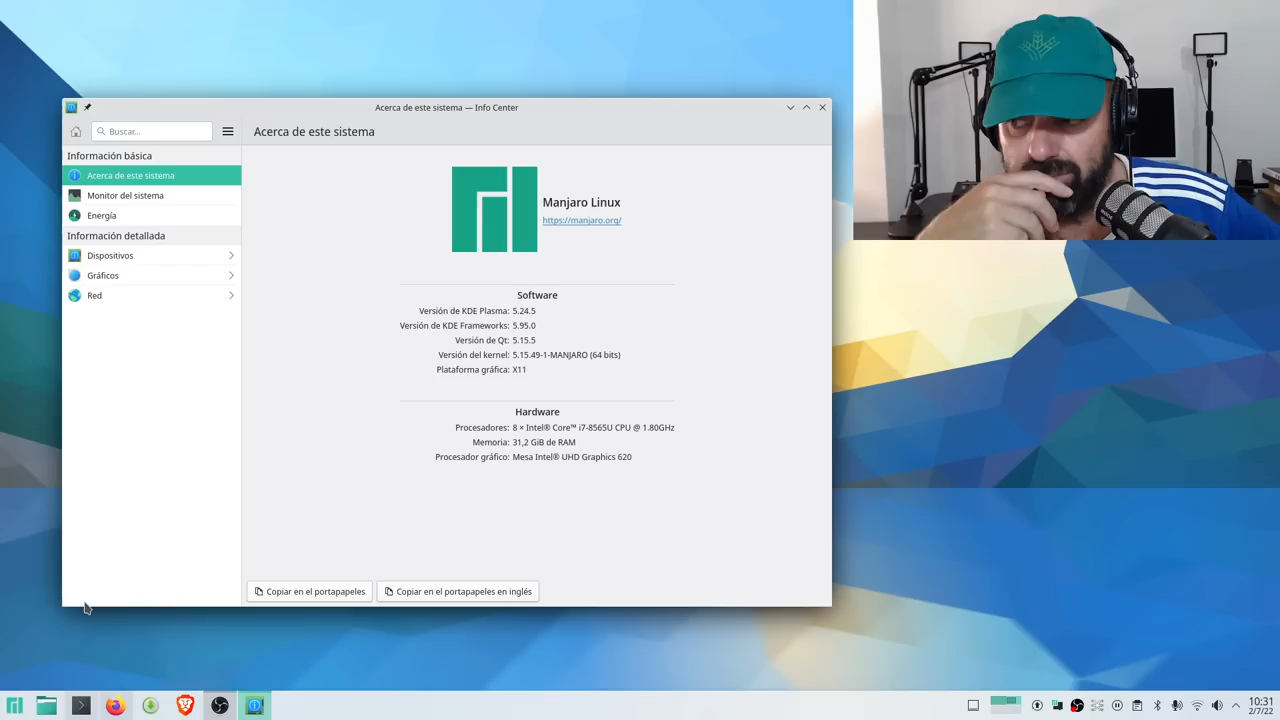 Acerca de este sistema — Info Center
Buscar...
Acerca de este sistema
Información básica
Acerca de este sistema
Monitor del sistema
Energía
Información detallada
Dispositivos
Gráficos
Red
Manjaro Linux
https://manjaro.org/
Software
Versión de KDE Plasma: 5.24.5
Versión de KDE Frameworks: 5.95.0
Versión de Qt: 5.15.5
Versión del kernel: 5.15.49-1-MANJARO (64 bits)
Plataforma gráfica: X11
Hardware
Procesadores: 8 × Intel® Core™ i7-8565U CPU @ 1.80GHz
Memoria: 31,2 GiB de RAM
Procesador gráfico: Mesa Intel® UHD Graphics 620
Copiar en el portapapeles
Copiar en el portapapeles en inglés
10:31
2/7/22